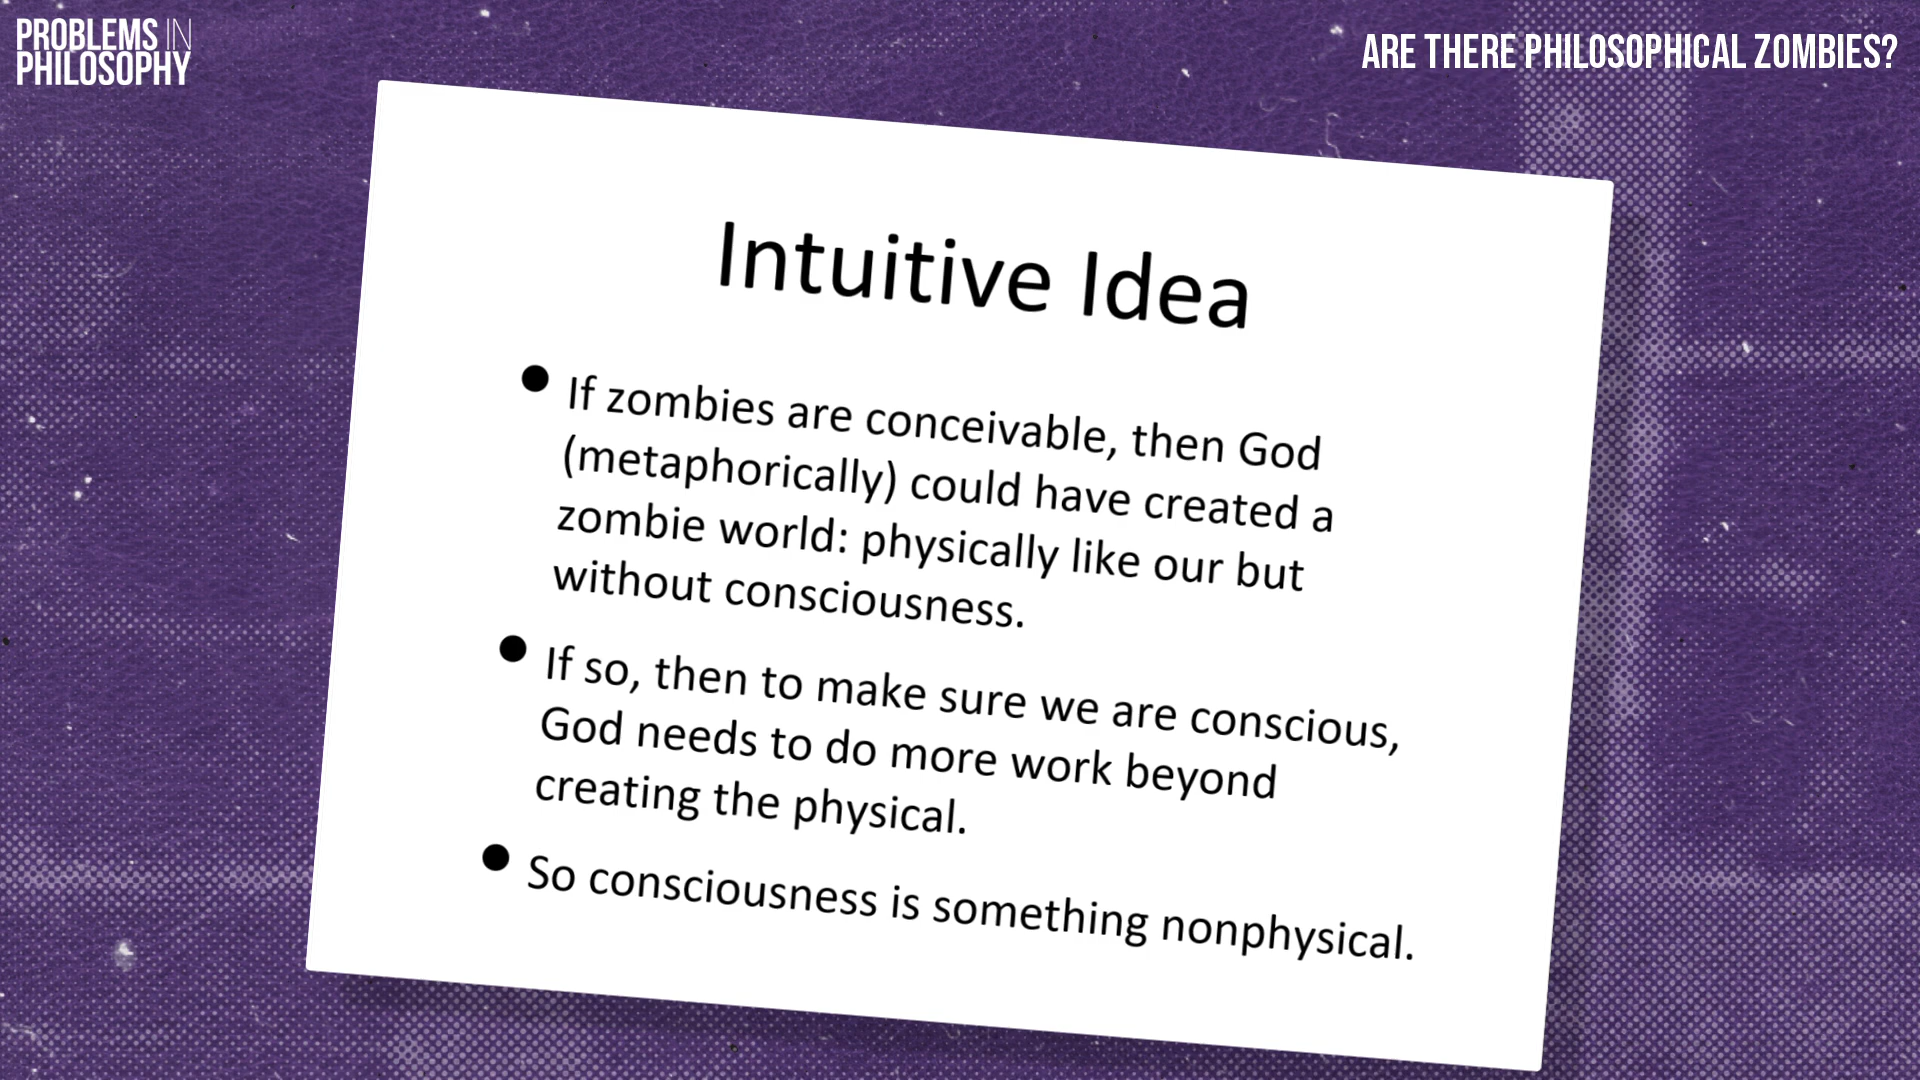 PROBLEMS IN
PHILOSOPHY
ARE THERE PHILOSOPHICAL ZOMBIES?
Intuitive Idea
● If zombies are conceivable, then God
(metaphorically) could have created a
zombie world: physically like our but
without consciousness.
● If so, then to make sure we are conscious,
God needs to do more work beyond
creating the physical.
● So consciousness is something nonphysical.